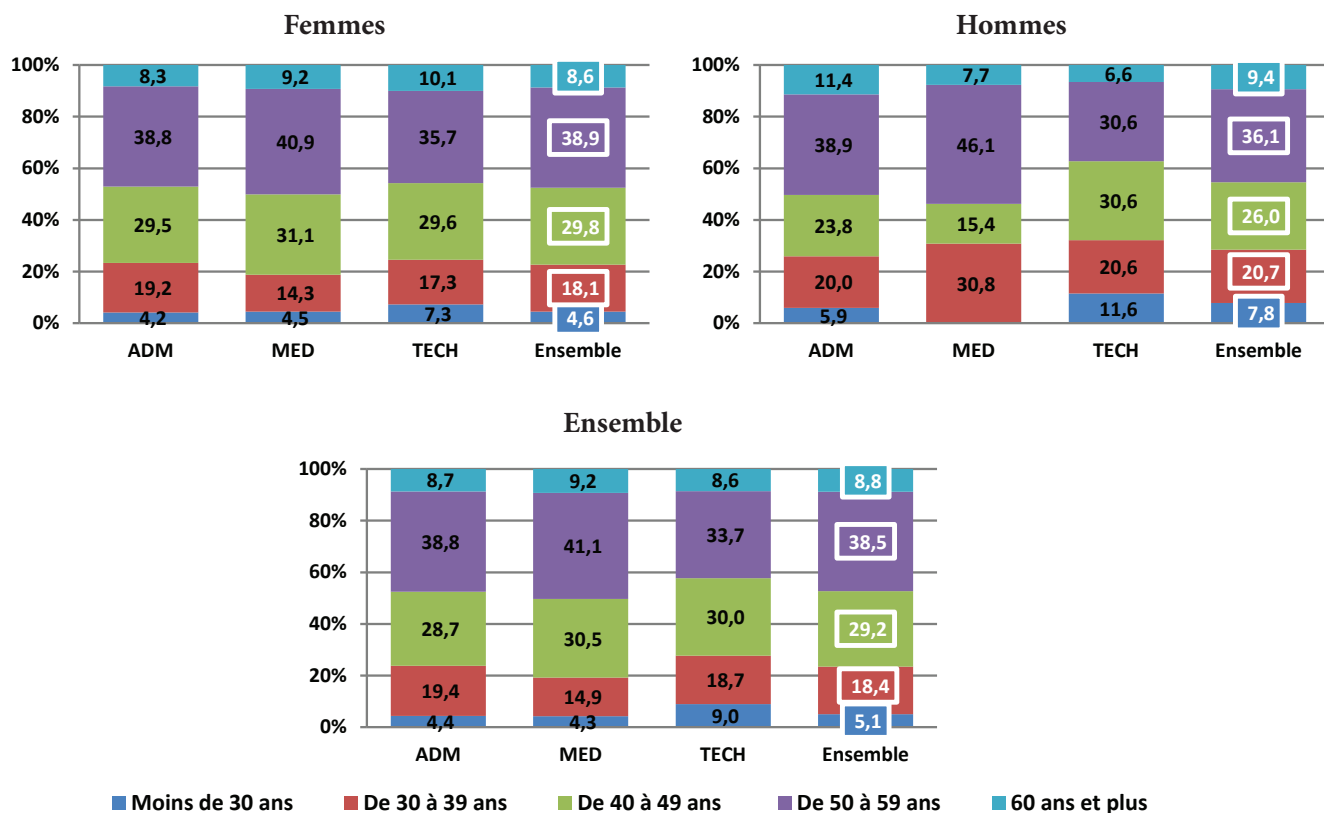 Femmes
100%
80%
60%
40%
20%
0%
8,3 9,2 10,1 8,6
38,8 40,9 35,7 38,9
29,5 31,1 29,6 29,8
19,2 14,3 17,3 18,1
4,2 4,5 7,3 4,6
ADM MED TECH Ensemble
Hommes
100%
80%
60%
40%
20%
0%
11,4 7,7 6,6 9,4
38,9 46,1 30,6 36,1
23,8 15,4 30,6 26,0
20,0 30,8 20,6 20,7
5,9 11,6 7,8
ADM MED TECH Ensemble
Ensemble
100%
80%
60%
40%
20%
0%
8,7 9,2 8,6 8,8
38,8 41,1 33,7 38,5
28,7 30,5 30,0 29,2
19,4 14,9 18,7 18,4
4,4 4,3 9,0 5,1
ADM MED TECH Ensemble
Moins de 30 ans De 30 à 39 ans De 40 à 49 ans De 50 à 59 ans 60 ans et plus